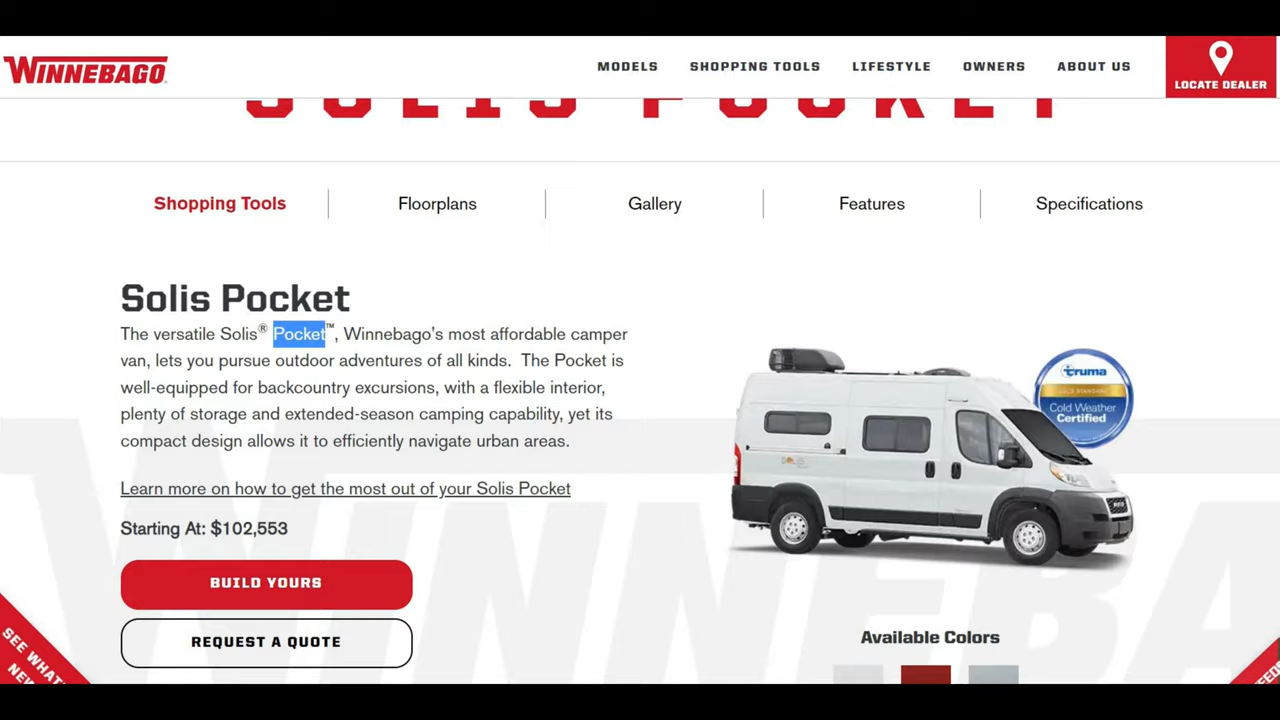 WINNEBAGO
MODELS
SHOPPING TOOLS
LIFESTYLE
OWNERS
ABOUT US
LOCATE DEALER
SOLIS POCKET
Shopping Tools
Floorplans
Gallery
Features
Specifications
Solis Pocket
The versatile Solis® Pocket™, Winnebago's most affordable camper
van, lets you pursue outdoor adventures of all kinds. The Pocket is
well-equipped for backcountry excursions, with a flexible interior,
plenty of storage and extended-season camping capability, yet its
compact design allows it to efficiently navigate urban areas.
Learn more on how to get the most out of your Solis Pocket
Starting At: $102,553
BUILD YOURS
REQUEST A QUOTE
truma
GOLD STANDARD
Cold Weather
Certified
Available Colors
SEE WHAT'
NEW
FEED
WINNEBA